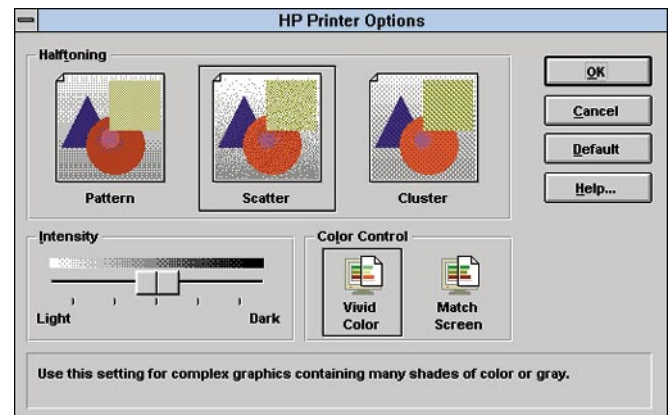 HP Printer Options
Halftoning
Pattern
Scatter
Cluster
OK
Cancel
Default
Help...
Intensity
Light
Dark
Color Control
Vivid
Color
Match
Screen
Use this setting for complex graphics containing many shades of color or gray.